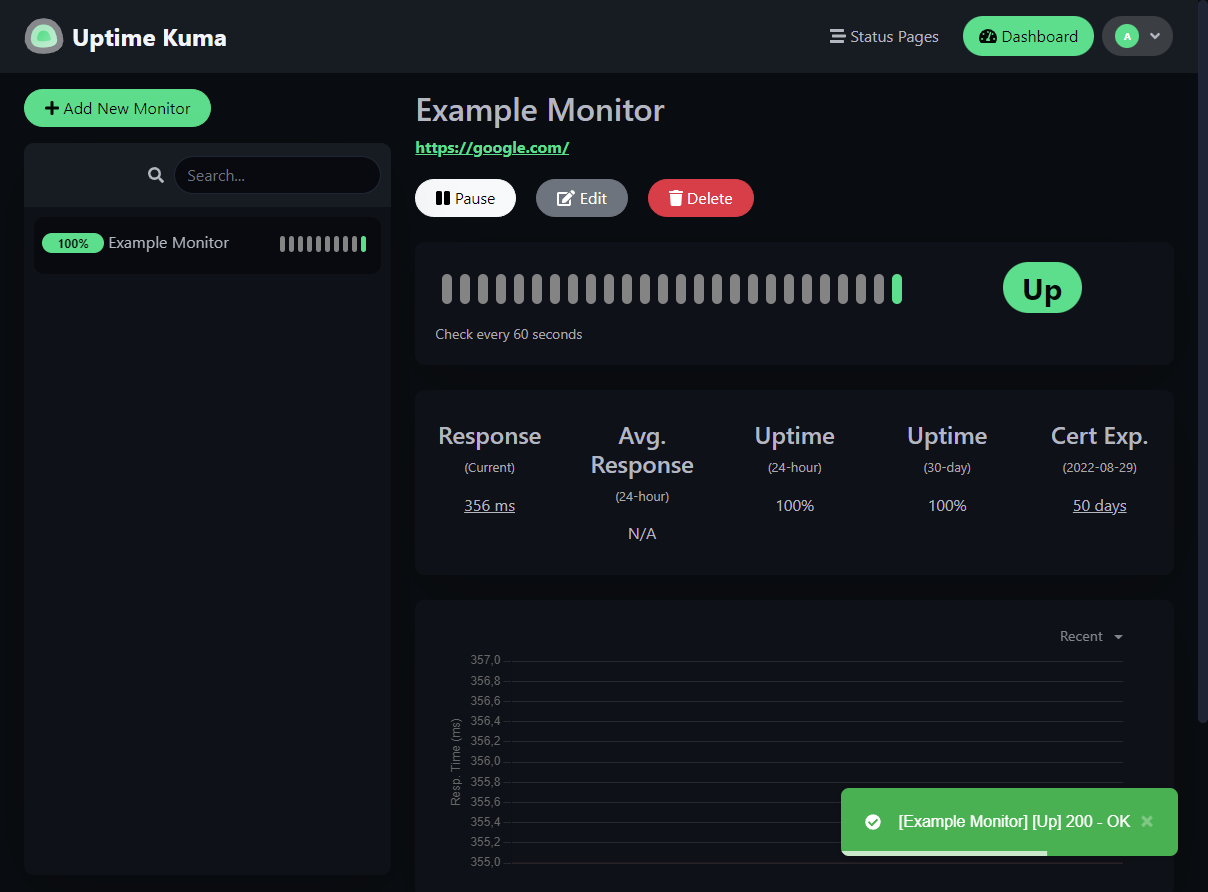 Uptime Kuma
Status Pages
Dashboard
A
Add New Monitor
Search...
100% Example Monitor
Example Monitor
https://google.com/
Pause
Edit
Delete
Up
Check every 60 seconds
Response
(Current)
356 ms
Avg.
Response
(24-hour)
N/A
Uptime
(24-hour)
100%
Uptime
(30-day)
100%
Cert Exp.
(2022-08-29)
50 days
Recent
Resp. Time (ms)
357,0
356,8
356,6
356,4
356,2
356,0
355,8
355,6
355,4
355,2
355,0
[Example Monitor] [Up] 200 - OK